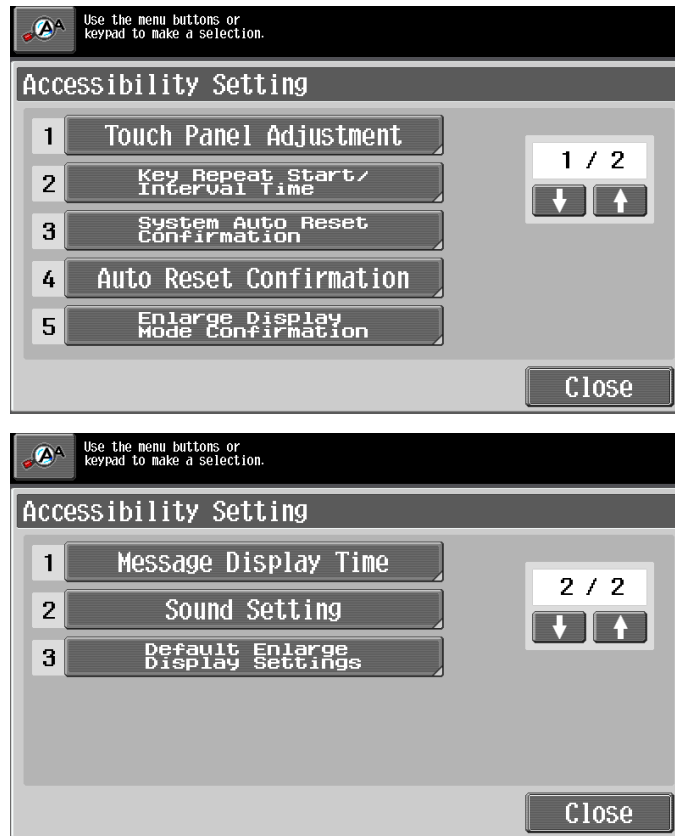 AA
Use the menu buttons or
keypad to make a selection.
Accessibility Setting
1 Touch Panel Adjustment
2 Key Repeat Start/
Interval Time
3 System Auto Reset
Confirmation
4 Auto Reset Confirmation
5 Enlarge Display
Mode Confirmation
1 / 2
Close
AA
Use the menu buttons or
keypad to make a selection.
Accessibility Setting
1 Message Display Time
2 Sound Setting
3 Default Enlarge
Display Settings
2 / 2
Close